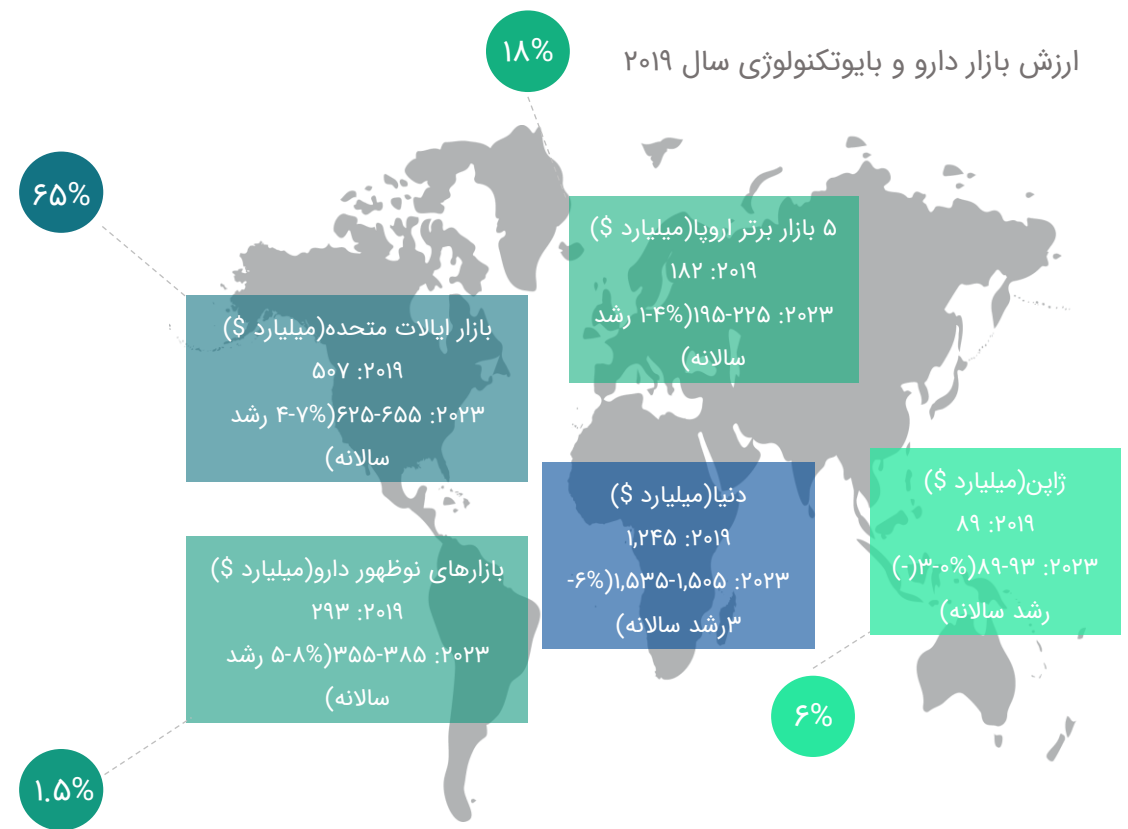 ارزش بازار دارو و بایوتکنولوژی سال ۲۰۱۹
۱۸%
۶۵%
۵ بازار برتر اروپا(میلیارد $)
۲۰۱۹: ۱۸۲
۲۰۲۳: ۱۹۵-۲۲۵(۱-۴% رشد
سالانه)
بازار ایالات متحده(میلیارد $)
۲۰۱۹: ۵۰۷
۲۰۲۳: ۶۲۵-۶۵۵(۴-۷% رشد
سالانه)
ژاپن(میلیارد $)
۲۰۱۹: ۸۹
۲۰۲۳: ۸۹-۹۳(۰%-۳(-)
رشد سالانه)
دنیا(میلیارد $)
۲۰۱۹: ۱,۲۴۵
۲۰۲۳: ۱,۵۰۵-۱,۵۳۵(۶%-
۳رشد سالانه)
بازارهای نوظهور دارو(میلیارد $)
۲۰۱۹: ۲۹۳
۲۰۲۳: ۳۵۵-۳۸۵(۵-۸% رشد
سالانه)
۶%
۱.۵%